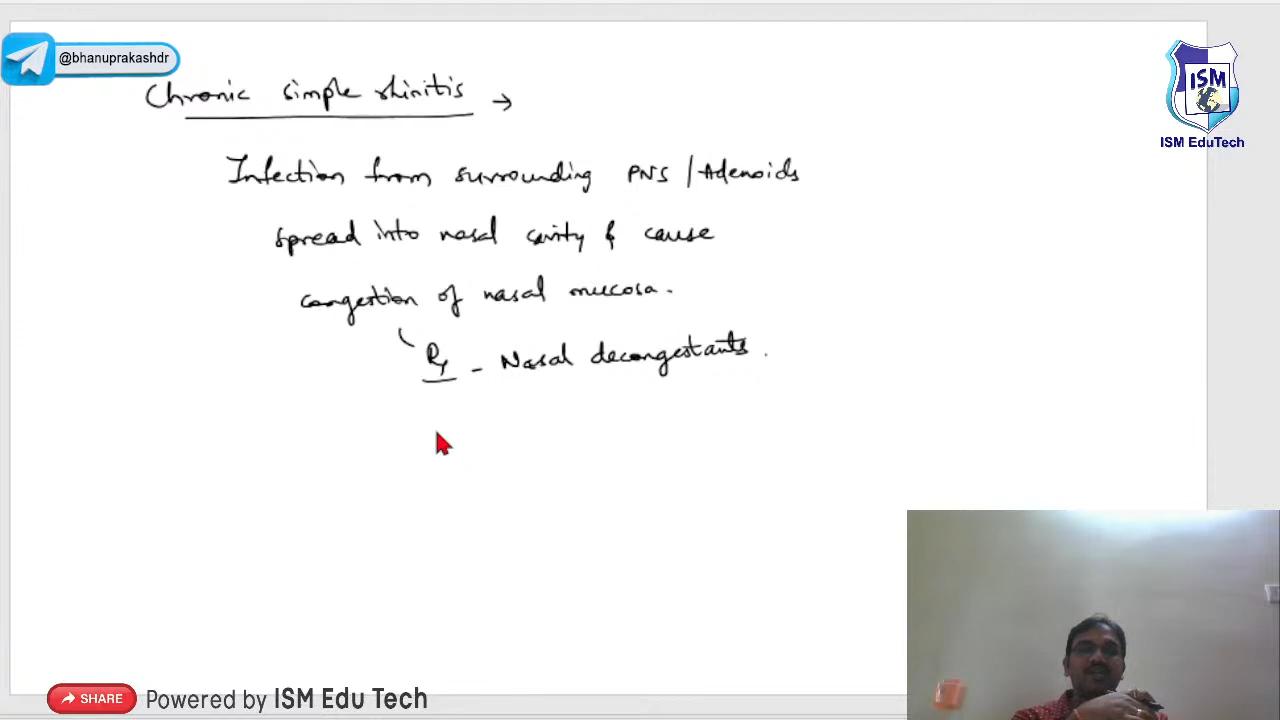 @bhanuprakashdr
ISM
ISM EduTech
Chronic simple rhinitis →
Infection from surrounding PNS / Adenoids
spread into nasal cavity & cause
congestion of nasal mucosa.
Rx - Nasal decongestants.
SHARE
Powered by ISM Edu Tech